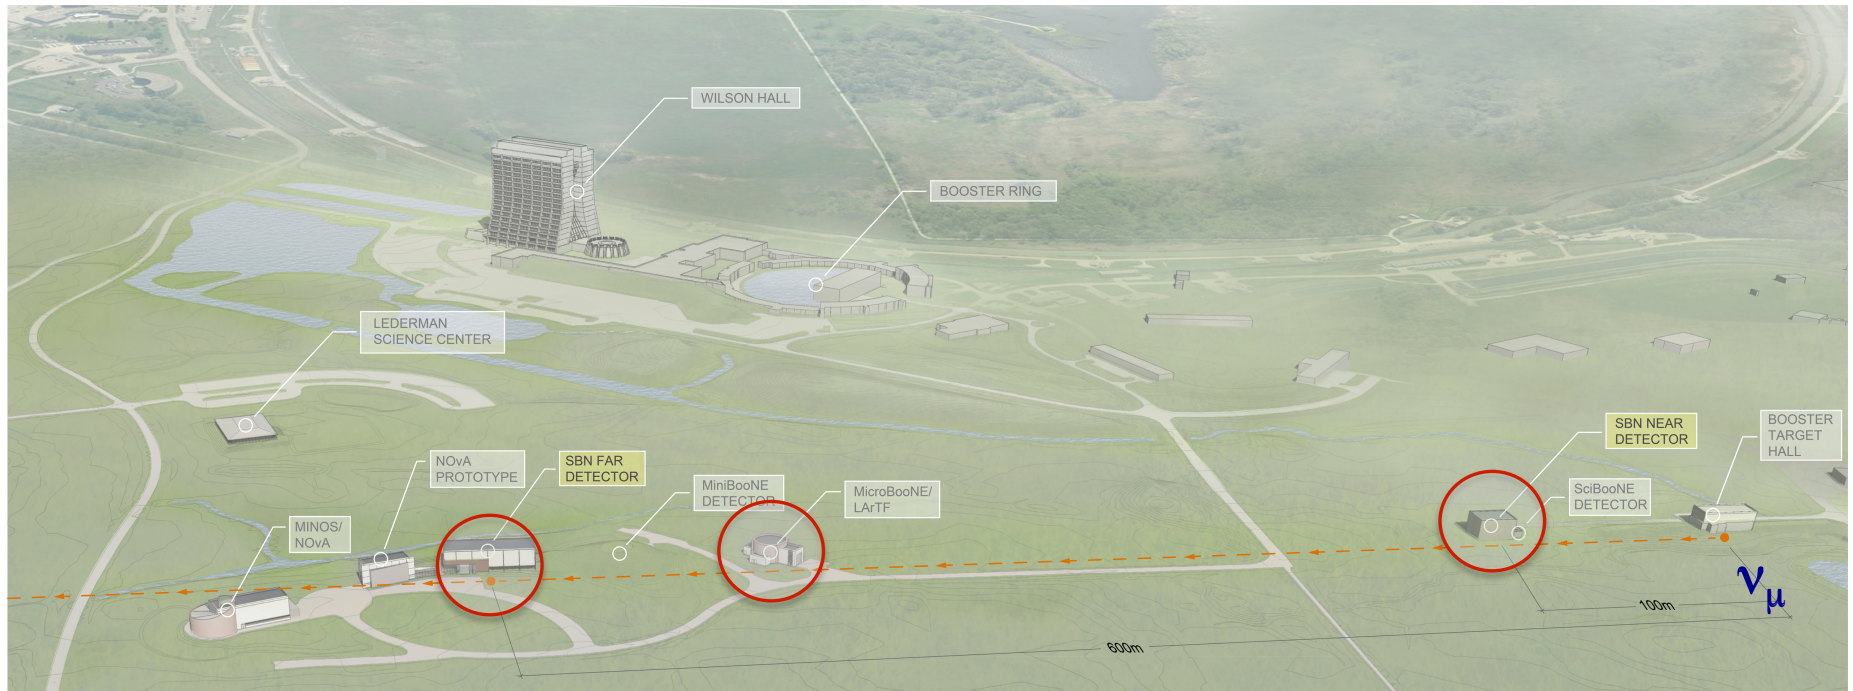 WILSON HALL
BOOSTER RING
LEDERMAN
SCIENCE CENTER
NOvA
PROTOTYPE
SBN FAR
DETECTOR
MINOS/
NOvA
MiniBooNE
DETECTOR
MicroBooNE/
LArTF
SBN NEAR
DETECTOR
SciBooNE
DETECTOR
BOOSTER
TARGET
HALL
νμ
100m
600m